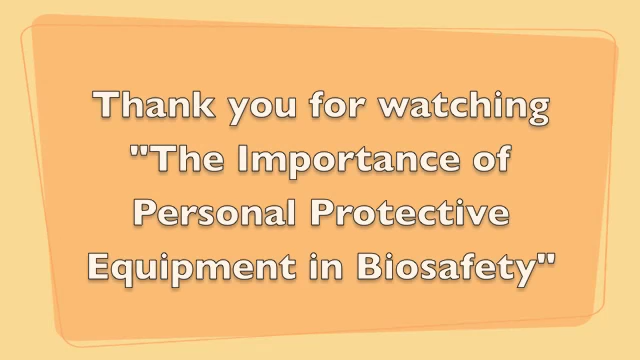 Thank you for watching
"The Importance of
Personal Protective
Equipment in Biosafety"